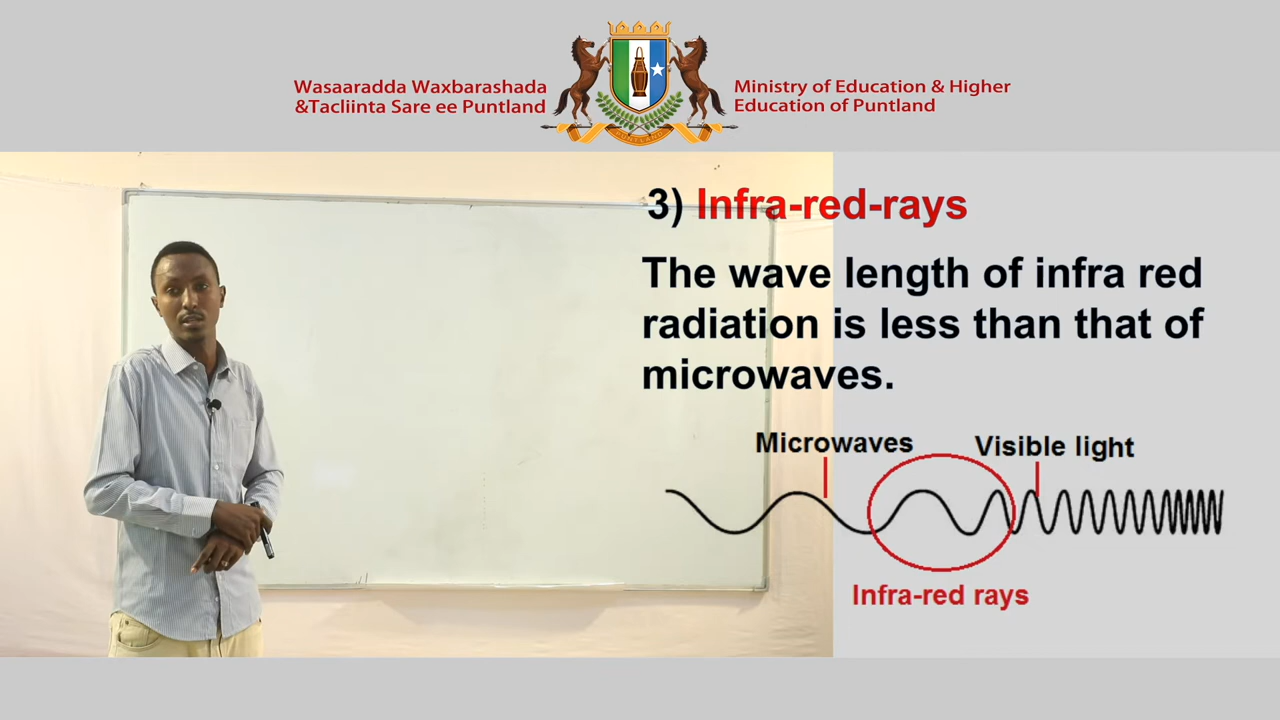 Wasaaradda Waxbarashada
&Tacliinta Sare ee Puntland
Ministry of Education & Higher
Education of Puntland
PUNTLAND
3) Infra-red-rays
The wave length of infra red
radiation is less than that of
microwaves.
Microwaves
Visible light
Infra-red rays